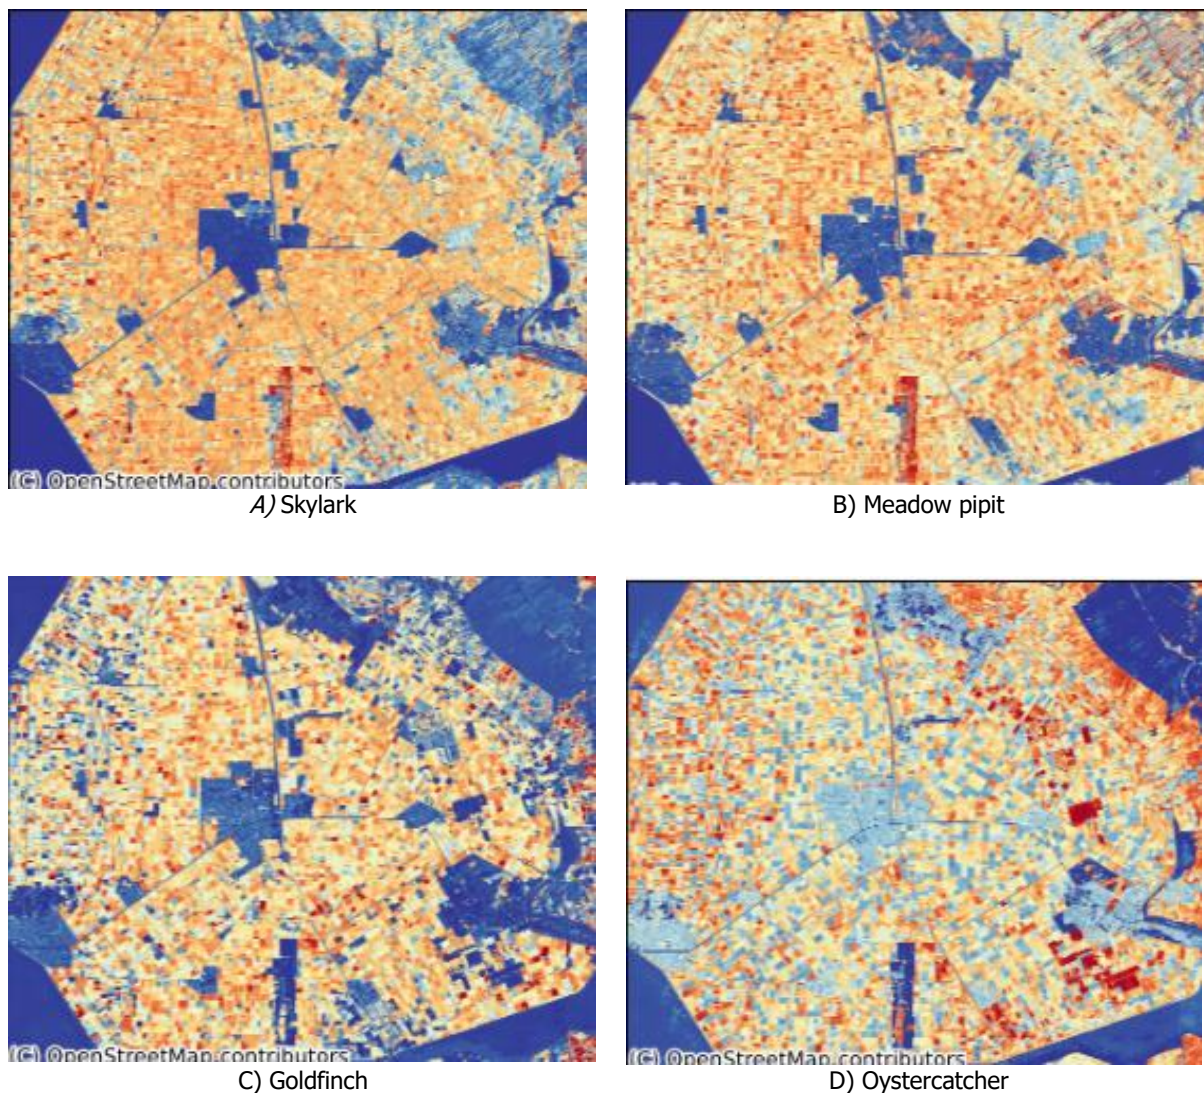 (C) OpenStreetMap contributors
A) Skylark
B) Meadow pipit
(C) OpenStreetMap contributors
(C) OpenStreetMap contributors
C) Goldfinch
D) Oystercatcher